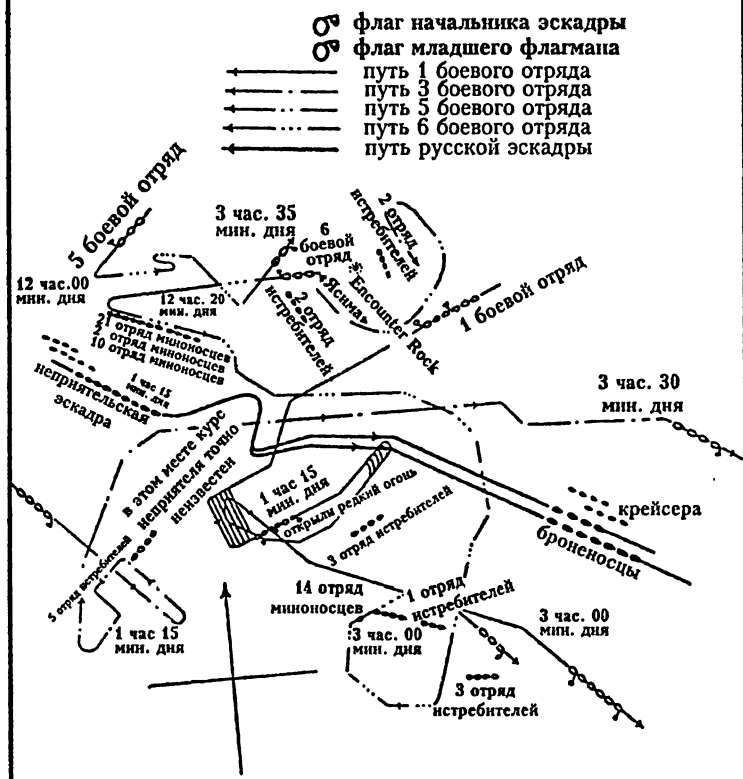 флаг начальника эскадры
флаг младшего флагмана
путь 1 боевого отряда
путь 3 боевого отряда
путь 5 боевого отряда
путь 6 боевого отряда
путь русской эскадры
5 боевой отряд
3 час. 35
мин. дня
6
боевой
отряд
2 отряд
истребителей
12 час.00
мин. дня
12 час. 20
мин. дня
Ясима
Encounter Rock
2 отряд
истребителей
1 боевой отряд
отряд миноносцев
отряд миноносцев
10 отряд миноносцев
1 час 15
мин. дня
неприятельская
эскадра
3 час. 30
мин. дня
в этом месте курс
неприятеля точно
неизвестен
1 час 15
мин. дня
открыли редкий огонь
3 отряд истребителей
крейсера
броненосцы
5 отряд истребителей
1 час 15
мин. дня
14 отряд
миноносцев
1 отряд
истребителей
3 час. 00
мин. дня
3 час. 00
мин. дня
3 отряд
истребителей